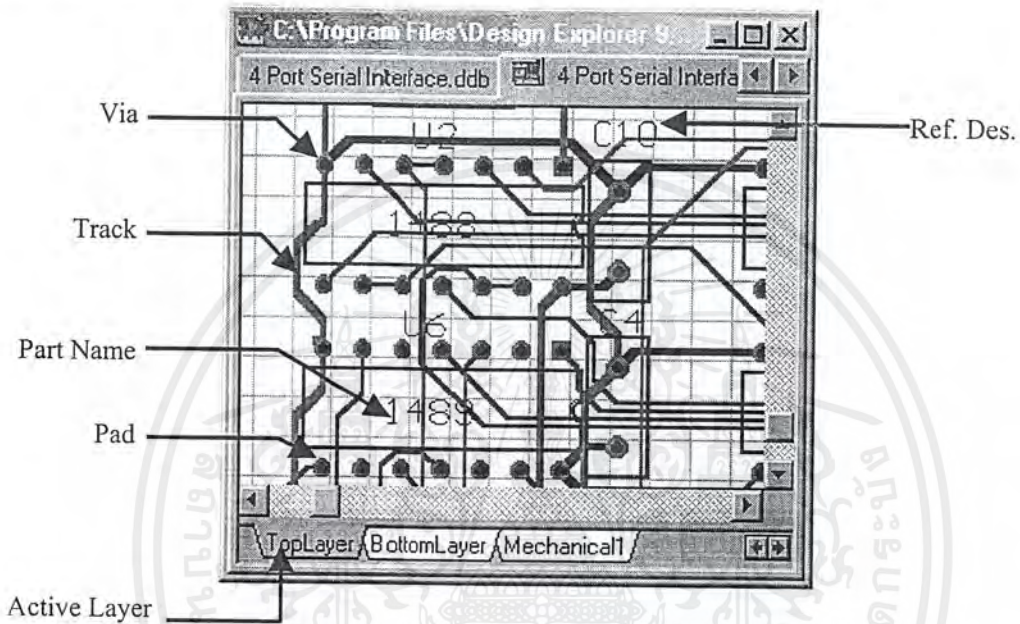 C:\Program Files\Design Explorer 9...
4 Port Serial Interface.ddb
4 Port Serial Interfa
Via
U2
C10
Ref. Des.
1488
Track
U6
C4
Part Name
1489
Pad
TopLayer
BottomLayer
Mechanical1
Active Layer